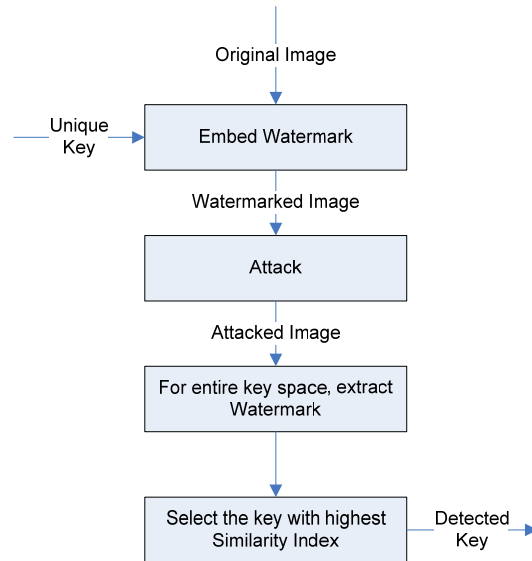 Original Image
Unique
Key
Embed Watermark
Watermarked Image
Attack
Attacked Image
For entire key space, extract
Watermark
Select the key with highest
Similarity Index
Detected
Key